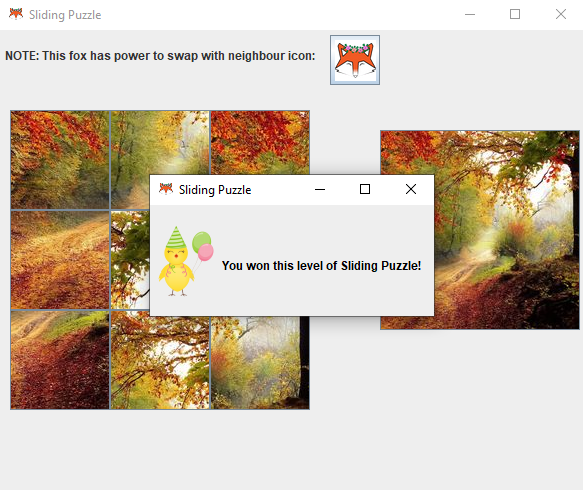 Sliding Puzzle
NOTE: This fox has power to swap with neighbour icon:
Sliding Puzzle
You won this level of Sliding Puzzle!